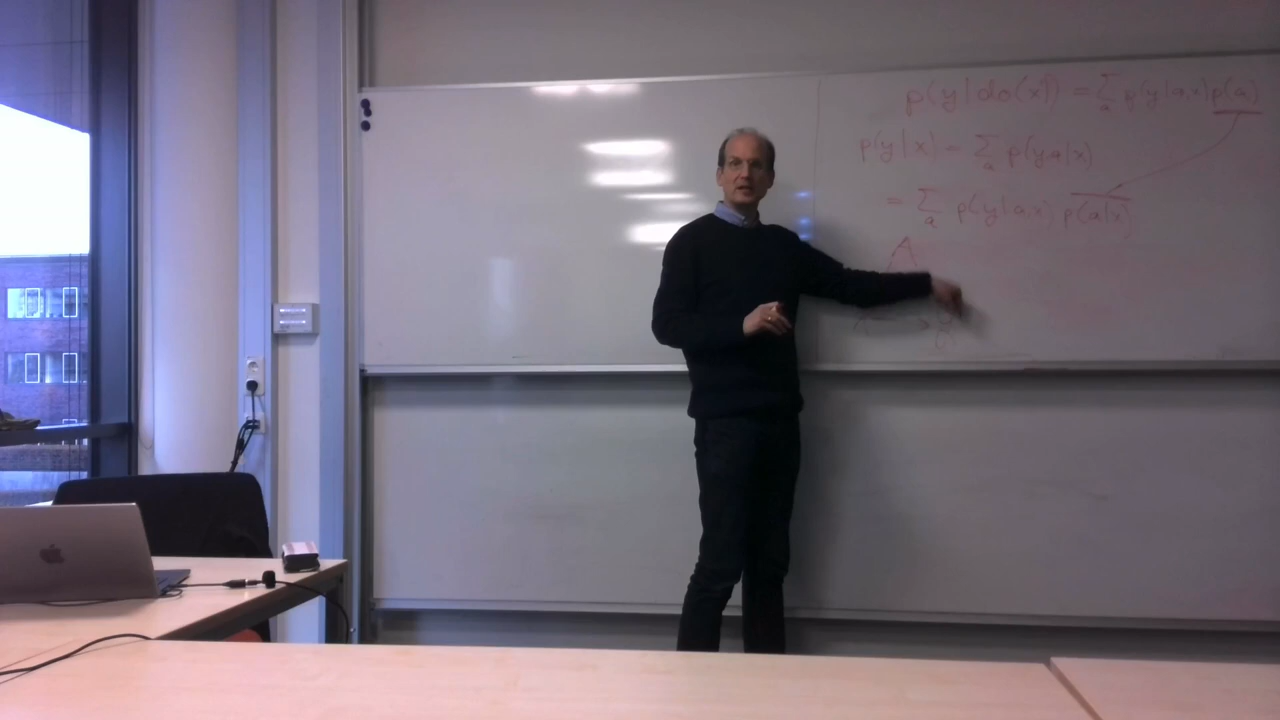 p(y|do(x)) = Σ_a p(y|a,x)p(a)
p(y|x) = Σ_a p(y,a|x)
= Σ_a p(y|a,x) p(a|x)
A